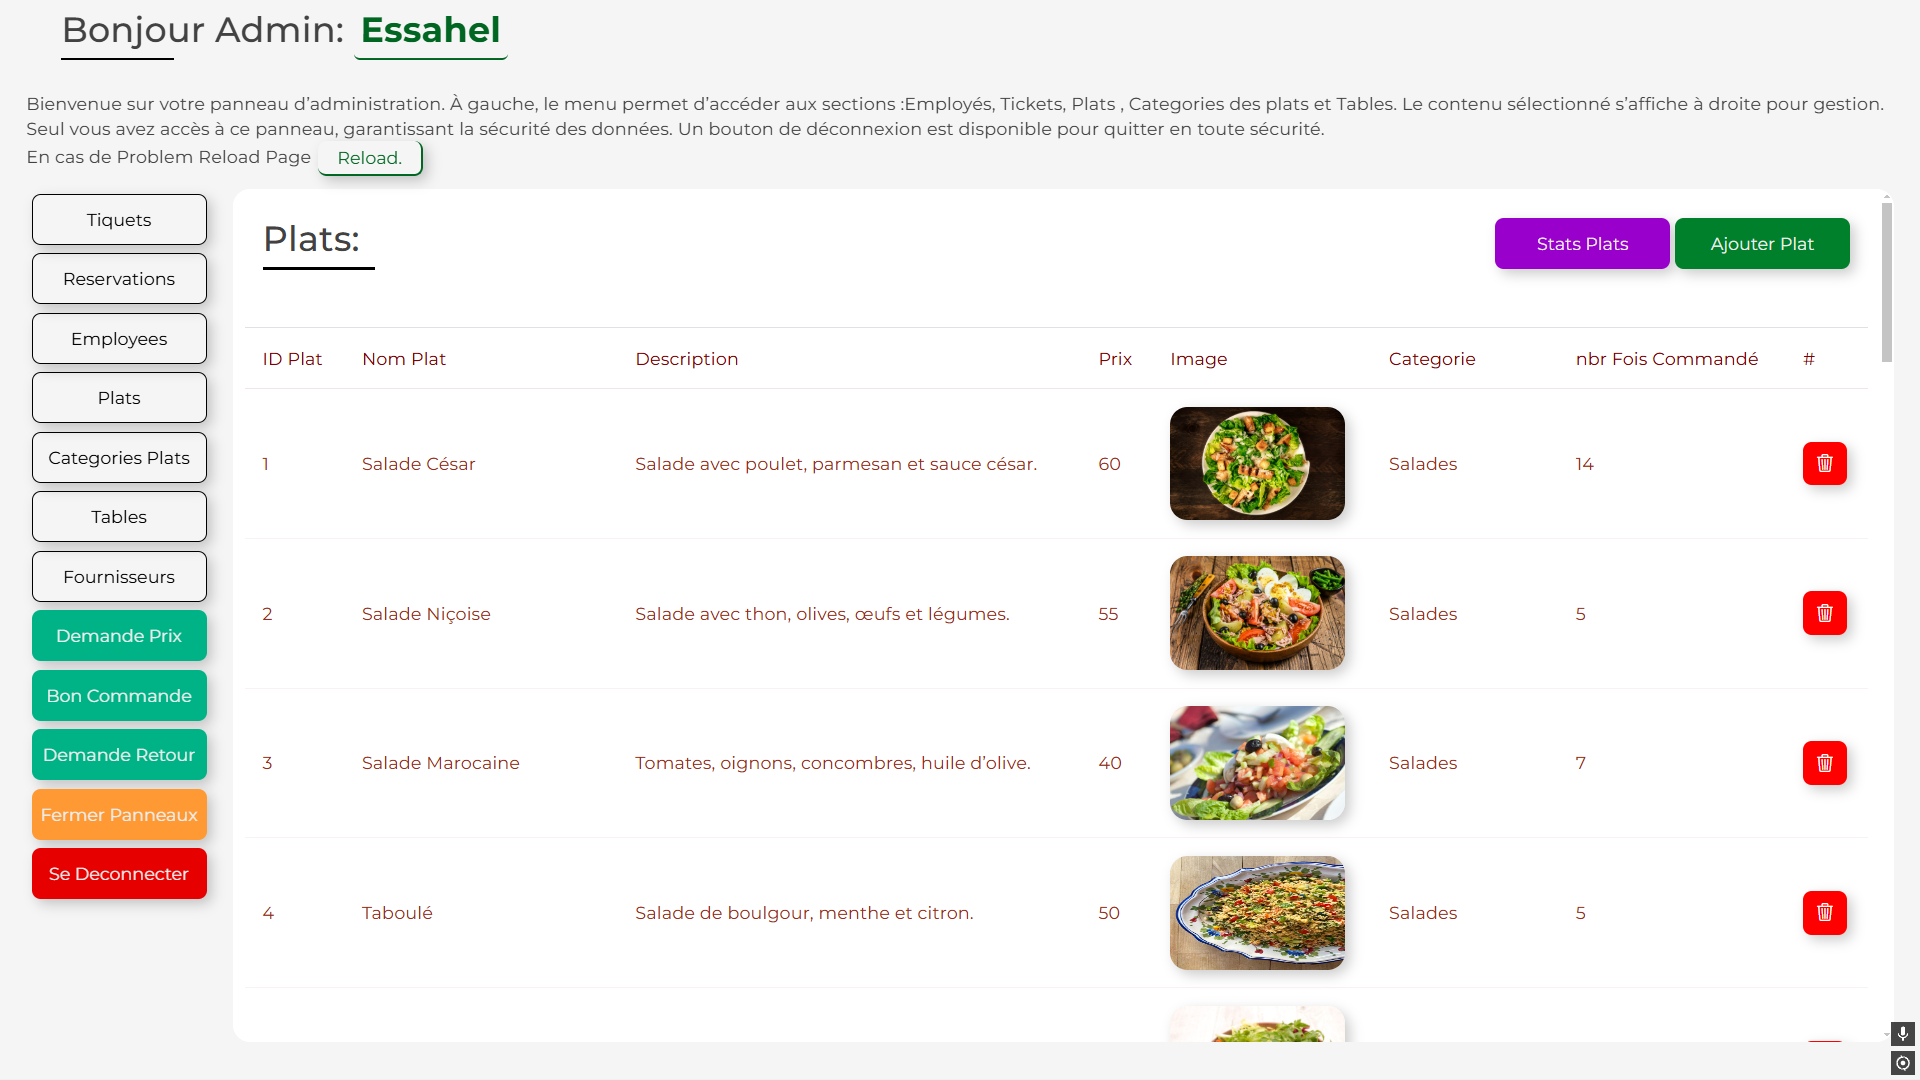 Bonjour Admin: Essahel
Bienvenue sur votre panneau d’administration. À gauche, le menu permet d’accéder aux sections :Employés, Tickets, Plats , Categories des plats et Tables. Le contenu sélectionné s’affiche à droite pour gestion.
Seul vous avez accès à ce panneau, garantissant la sécurité des données. Un bouton de déconnexion est disponible pour quitter en toute sécurité.
En cas de Problem Reload Page Reload.
Tiquets
Reservations
Employees
Plats
Categories Plats
Tables
Fournisseurs
Demande Prix
Bon Commande
Demande Retour
Fermer Panneaux
Se Deconnecter
Plats:
Stats Plats
Ajouter Plat
ID Plat Nom Plat Description Prix Image Categorie nbr Fois Commandé #
1 Salade César Salade avec poulet, parmesan et sauce césar. 60 Salades 14
2 Salade Niçoise Salade avec thon, olives, œufs et légumes. 55 Salades 5
3 Salade Marocaine Tomates, oignons, concombres, huile d’olive. 40 Salades 7
4 Taboulé Salade de boulgour, menthe et citron. 50 Salades 5